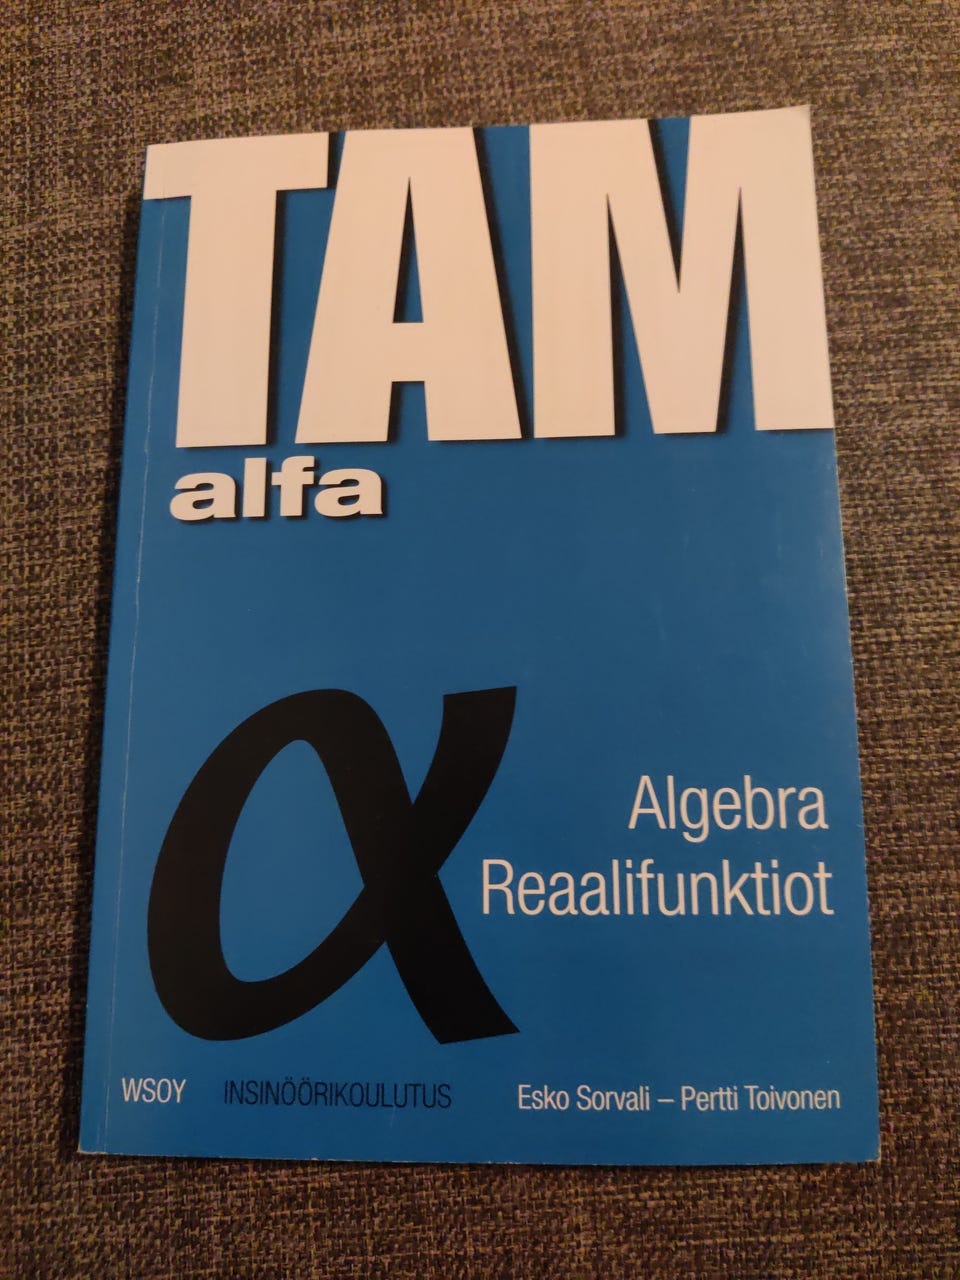 TAM
alfa
α
Algebra
Reaalifunktiot
WSOY INSINÖÖRIKOULUTUS Esko Sorvali – Pertti Toivonen